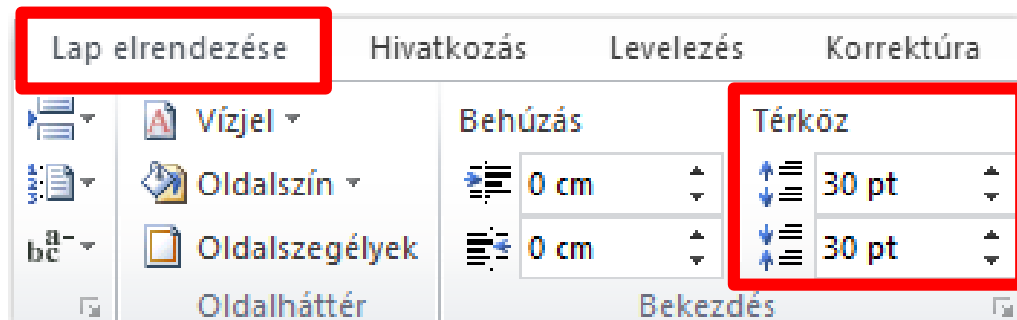 Lap elrendezése Hivatkozás Levelezés Korrektúra
Vízjel Behúzás Térköz
Oldalszín 0 cm 30 pt
Oldalszegélyek 0 cm 30 pt
Oldalháttér Bekezdés